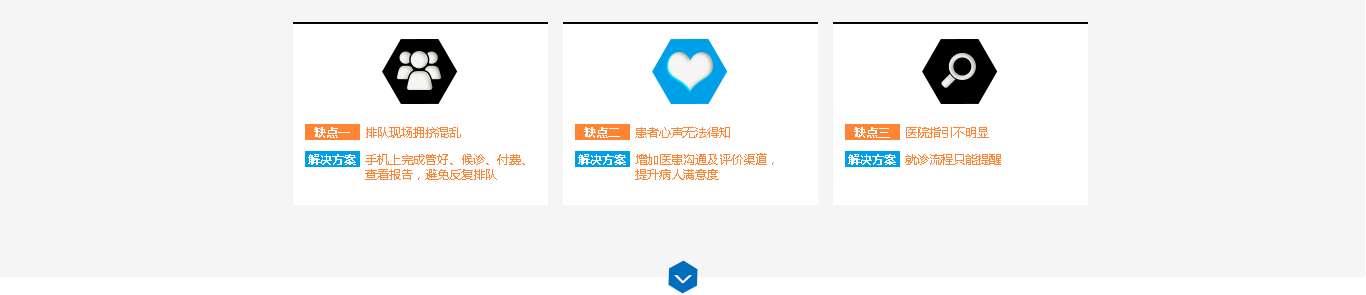 缺点一 排队现场拥挤混乱
解决方案 手机上完成管好、候诊、付费、
查看报告，避免反复排队
缺点二 患者心声无法得知
解决方案 增加医患沟通及评价渠道，
提升病人满意度
缺点三 医院指引不明显
解决方案 就诊流程只能提醒